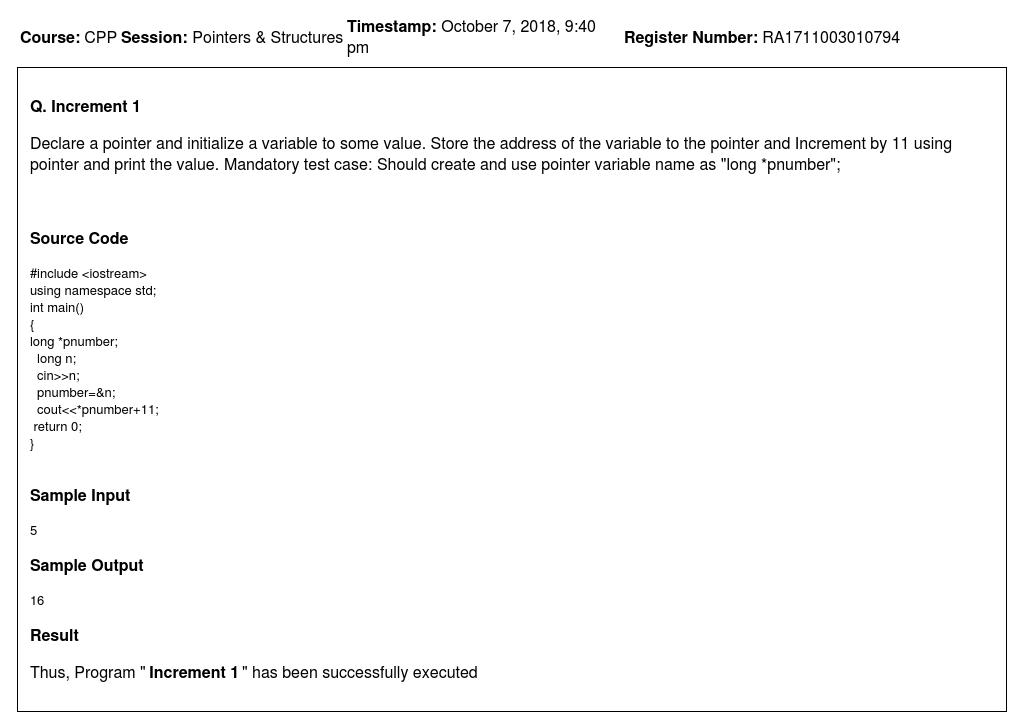 Course: CPP Session: Pointers & Structures Timestamp: October 7, 2018, 9:40 pm Register Number: RA1711003010794
Q. Increment 1
Declare a pointer and initialize a variable to some value. Store the address of the variable to the pointer and Increment by 11 using
pointer and print the value. Mandatory test case: Should create and use pointer variable name as "long *pnumber";
Source Code
#include <iostream>
using namespace std;
int main()
{
long *pnumber;
  long n;
  cin>>n;
  pnumber=&n;
  cout<<*pnumber+11;
 return 0;
}
Sample Input
5
Sample Output
16
Result
Thus, Program " Increment 1 " has been successfully executed